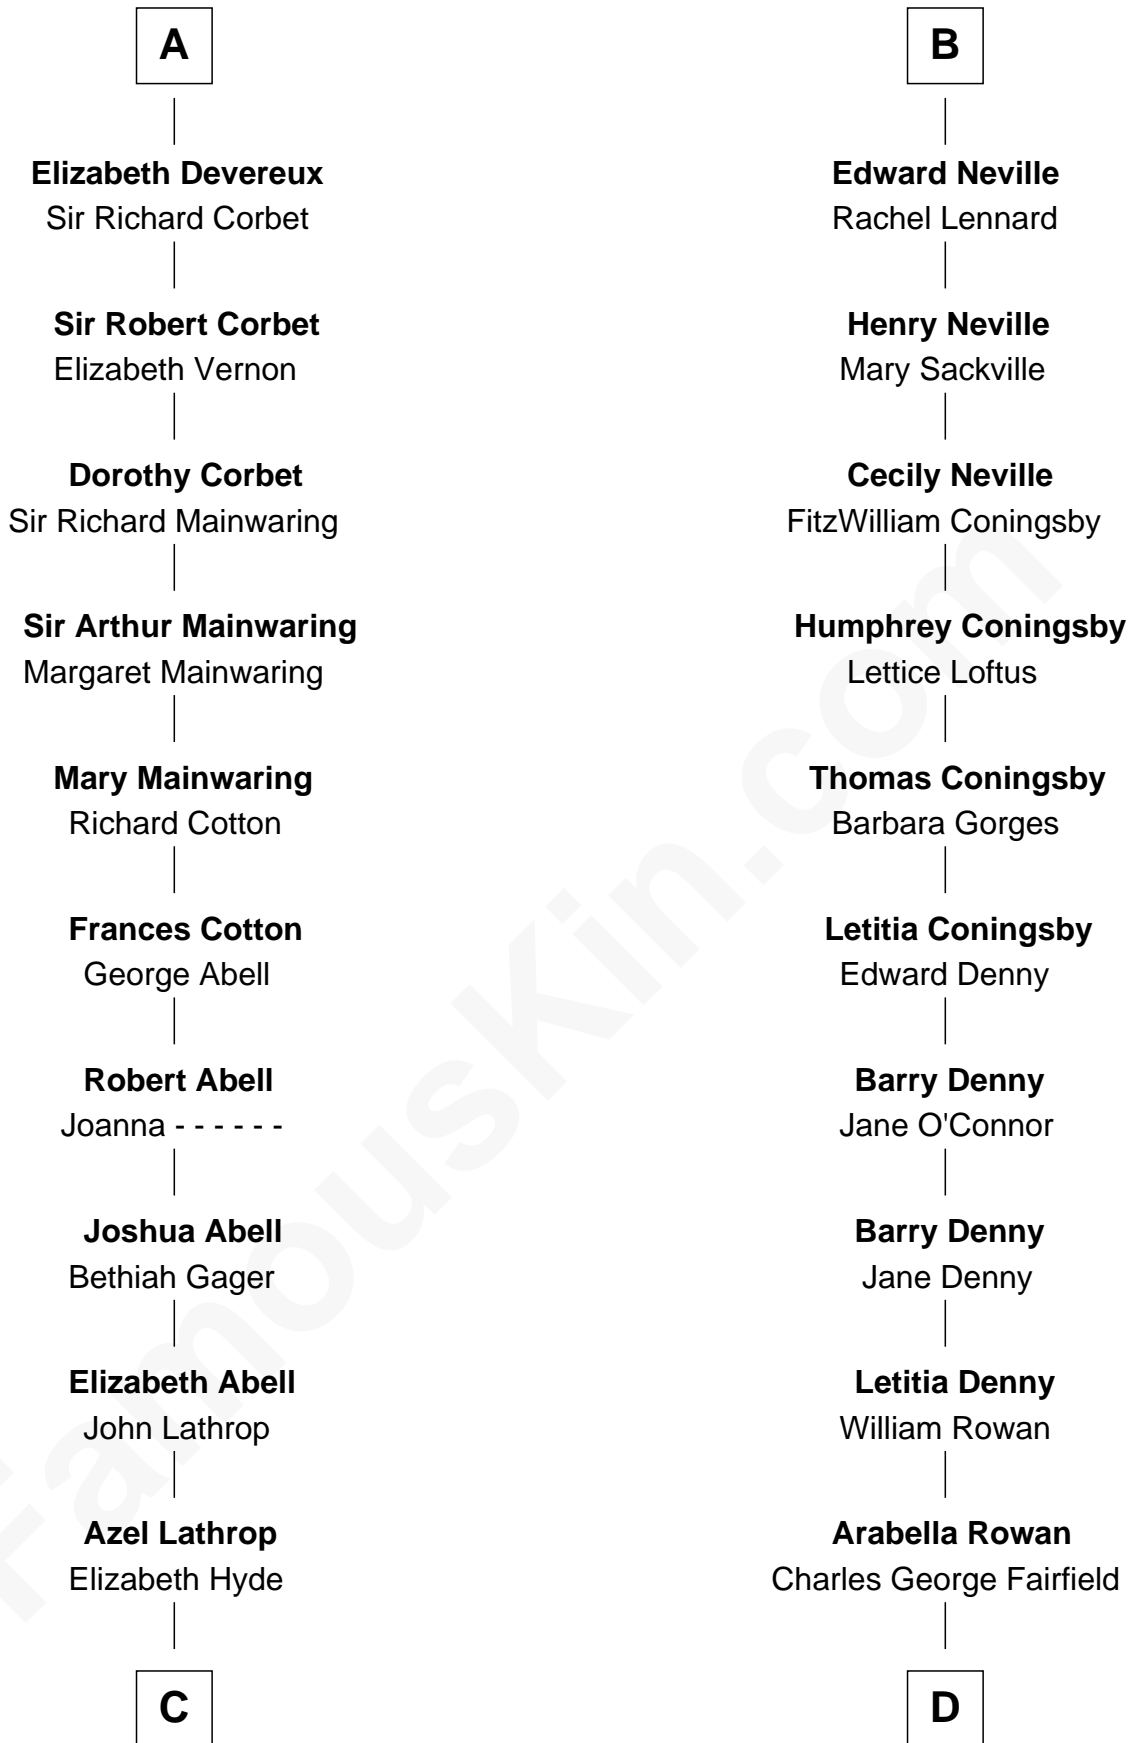 A
Elizabeth Devereux
Sir Richard Corbet
Sir Robert Corbet
Elizabeth Vernon
Dorothy Corbet
Sir Richard Mainwaring
Sir Arthur Mainwaring
Margaret Mainwaring
Mary Mainwaring
Richard Cotton
Frances Cotton
George Abell
Robert Abell
Joanna - - - - - -
Joshua Abell
Bethiah Gager
Elizabeth Abell
John Lathrop
Azel Lathrop
Elizabeth Hyde
C
B
Edward Neville
Rachel Lennard
Henry Neville
Mary Sackville
Cecily Neville
FitzWilliam Coningsby
Humphrey Coningsby
Lettice Loftus
Thomas Coningsby
Barbara Gorges
Letitia Coningsby
Edward Denny
Barry Denny
Jane O'Connor
Barry Denny
Jane Denny
Letitia Denny
William Rowan
Arabella Rowan
Charles George Fairfield
D
FamousKin.com